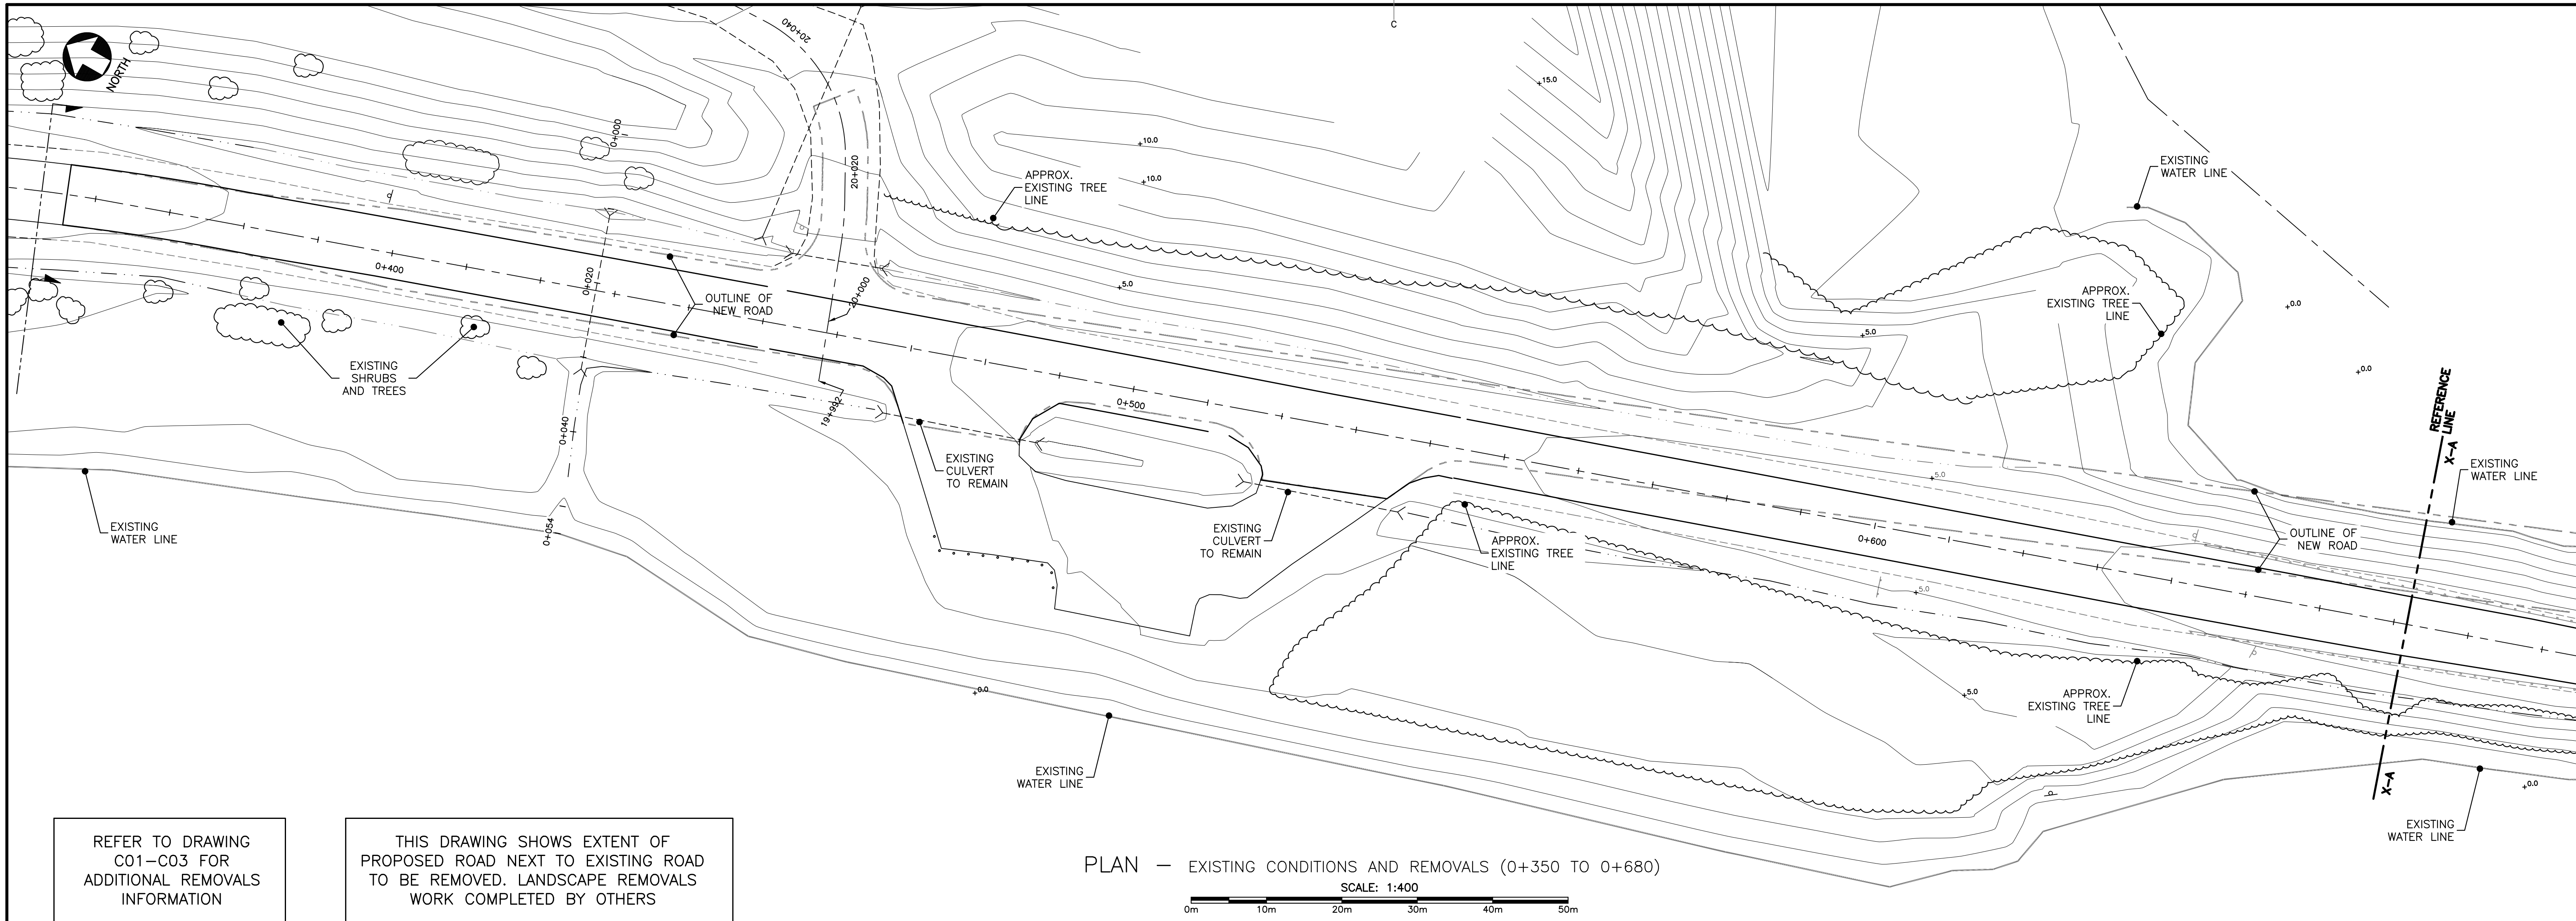 C
20+040
NORTH
+15.0
0+000
+10.0
20+020
+10.0
EXISTING
WATER LINE
APPROX.
EXISTING TREE
LINE
0+400
0+020
+5.0
20+000
OUTLINE OF
NEW ROAD
APPROX.
EXISTING TREE
LINE
+0.0
+5.0
EXISTING
SHRUBS
AND TREES
+0.0
19+992
0+500
REFERENCE
LINE
X-A
0+040
EXISTING
CULVERT
TO REMAIN
+5.0
EXISTING
WATER LINE
EXISTING
WATER LINE
0+054
EXISTING
CULVERT
TO REMAIN
APPROX.
EXISTING TREE
LINE
0+600
OUTLINE OF
NEW ROAD
+5.0
+0.0
+5.0
APPROX.
EXISTING TREE
LINE
EXISTING
WATER LINE
X-A
+0.0
EXISTING
WATER LINE
REFER TO DRAWING
C01-C03 FOR
ADDITIONAL REMOVALS
INFORMATION
THIS DRAWING SHOWS EXTENT OF
PROPOSED ROAD NEXT TO EXISTING ROAD
TO BE REMOVED. LANDSCAPE REMOVALS
WORK COMPLETED BY OTHERS
PLAN - EXISTING CONDITIONS AND REMOVALS (0+350 TO 0+680)
SCALE: 1:400
0m 10m 20m 30m 40m 50m